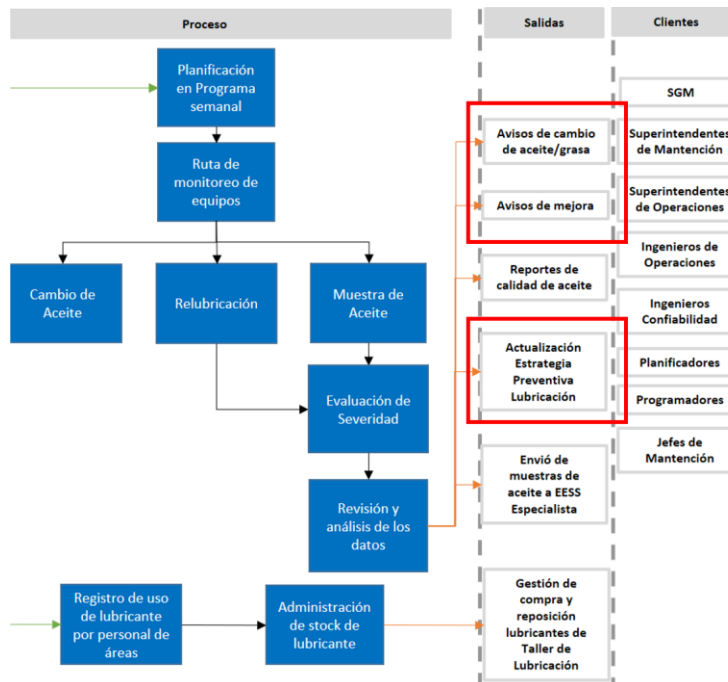 Proceso
Salidas
Clientes
Planificación
en Programa
semanal
Ruta de
monitoreo de
equipos
Cambio de
Aceite
Relubricación
Muestra de
Aceite
Evaluación de
Severidad
Revisión y
análisis de los
datos
Registro de uso
de lubricante
por personal de
áreas
Administración
de stock de
lubricante
Avisos de cambio
de aceite/grasa
Avisos de mejora
Reportes de
calidad de aceite
Actualización
Estrategia
Preventiva
Lubricación
Envió de
muestras de
aceite a EESS
Especialista
Gestión de
compra y
reposición
lubricantes de
Taller de
Lubricación
SGM
Superintendentes
de Mantención
Superintendentes
de Operaciones
Ingenieros de
Operaciones
Ingenieros
Confiabilidad
Planificadores
Programadores
Jefes de
Mantención